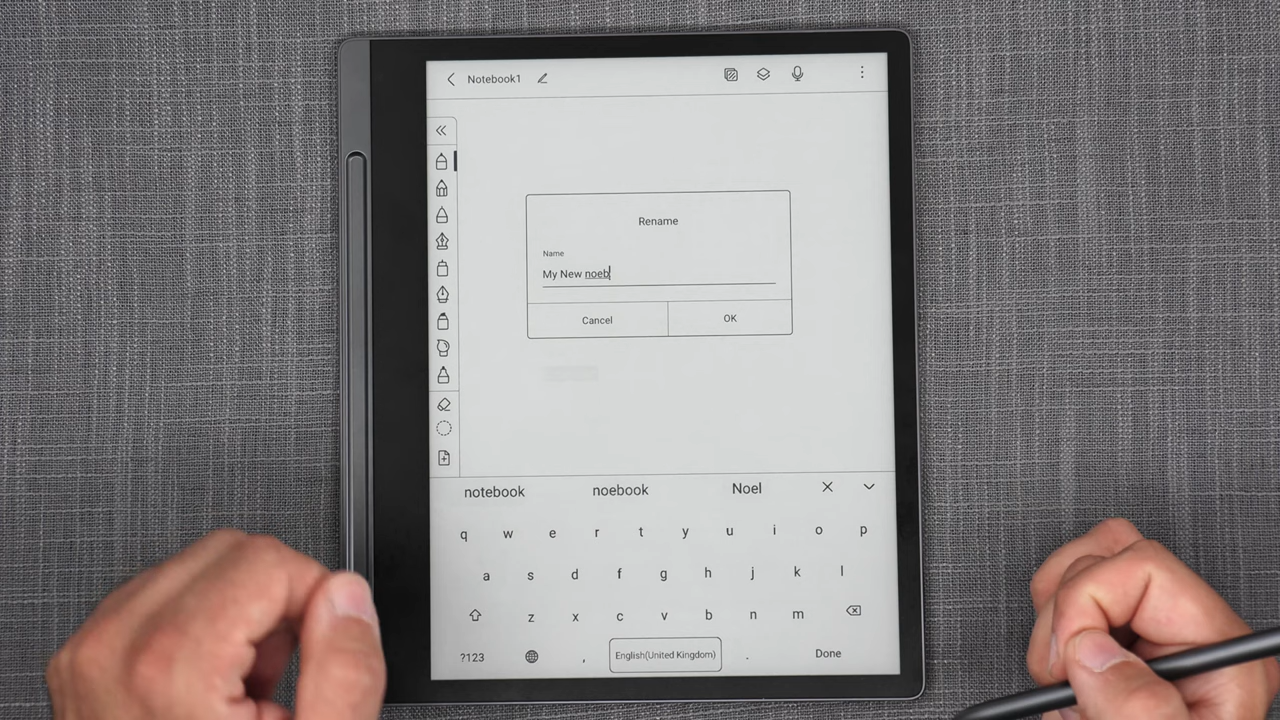 Notebook1
Rename
Name
My New noeb
Cancel OK
notebook noebook Noel
q w e r t y u i o p
a s d f g h j k l
z x c v b n m
?123 , English(United Kingdom) . Done